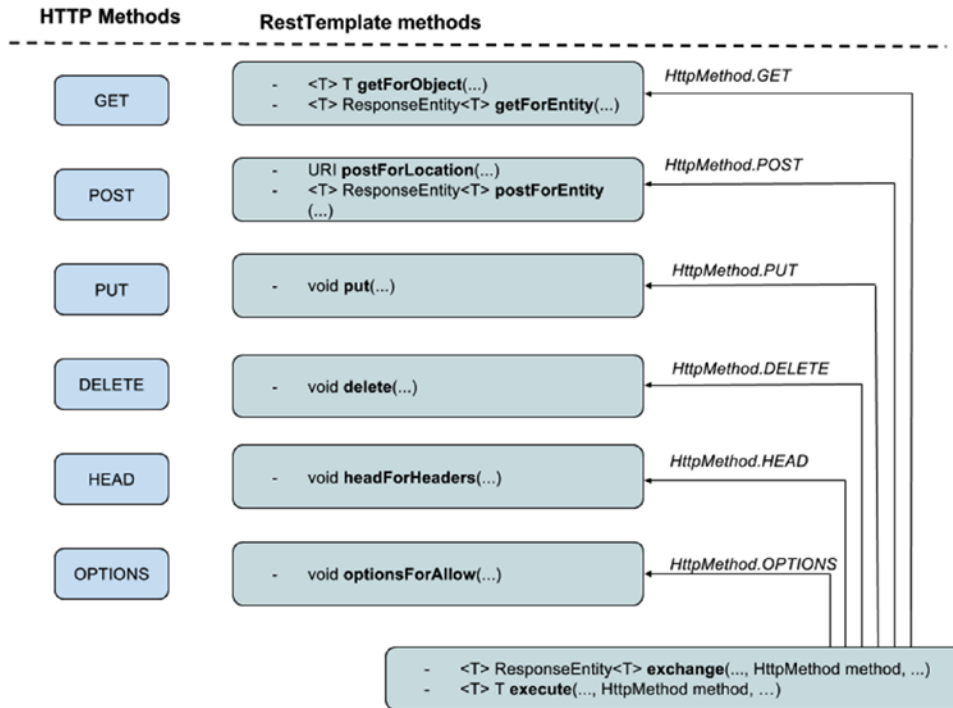 HTTP Methods RestTemplate methods
GET
- <T> T getForObject(...)
- <T> ResponseEntity<T> getForEntity(...)
HttpMethod.GET
POST
- URI postForLocation(...)
- <T> ResponseEntity<T> postForEntity
(...)
HttpMethod.POST
PUT
- void put(...)
HttpMethod.PUT
DELETE
- void delete(...)
HttpMethod.DELETE
HEAD
- void headForHeaders(...)
HttpMethod.HEAD
OPTIONS
- void optionsForAllow(...)
HttpMethod.OPTIONS
- <T> ResponseEntity<T> exchange(..., HttpMethod method, ...)
- <T> T execute(..., HttpMethod method, ...)